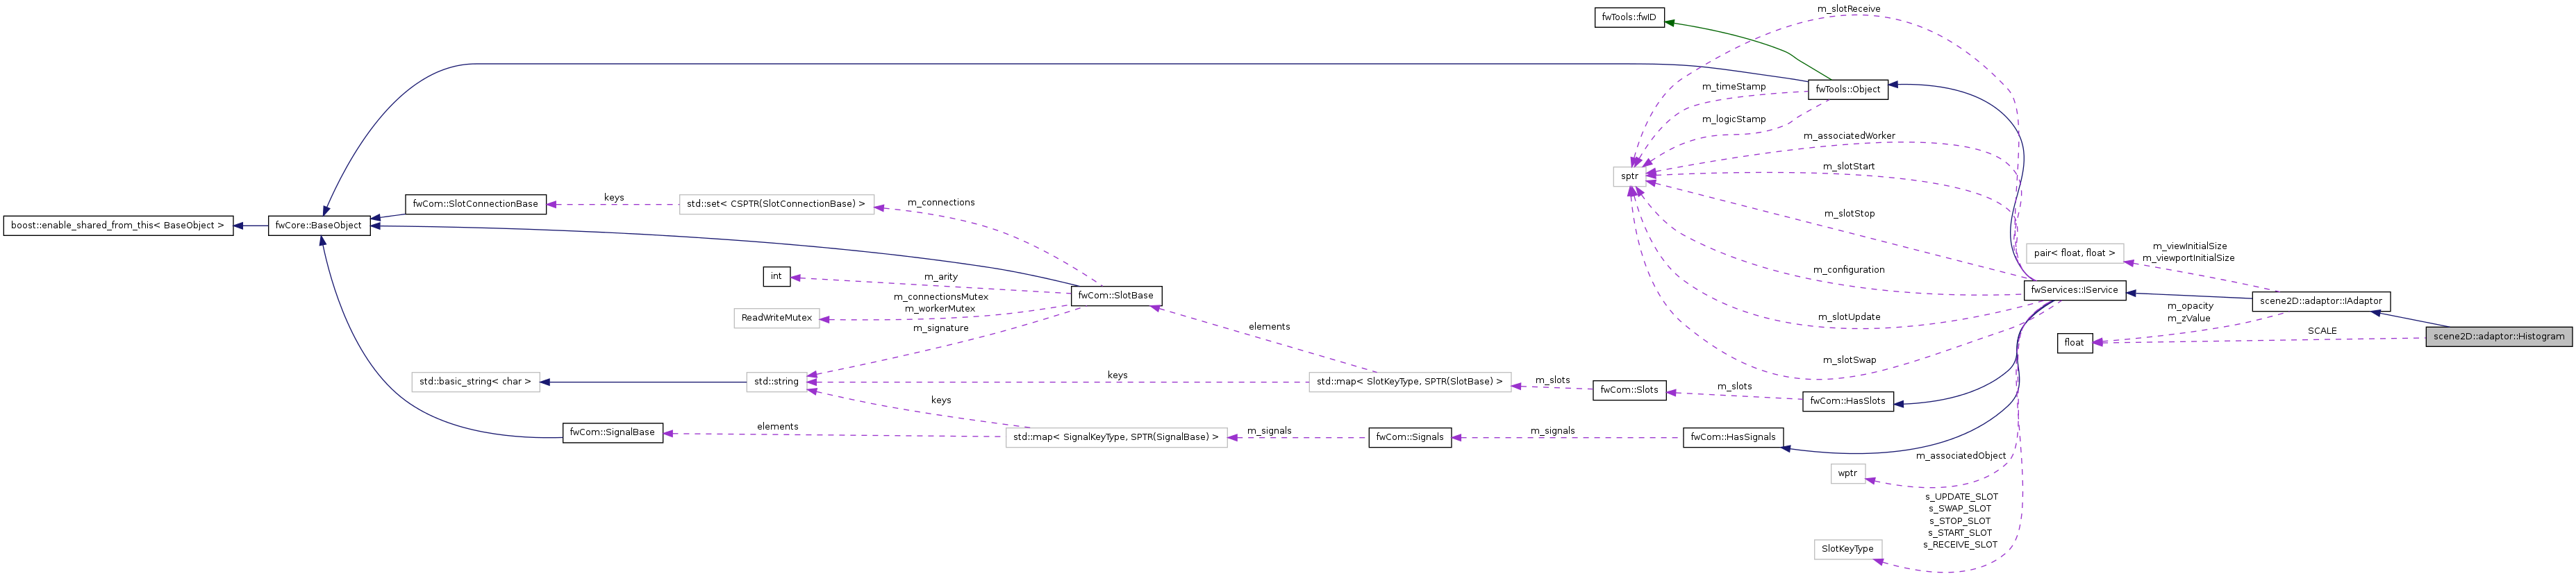 m_slotReceive
fwTools::fwID
m_timeStamp
fwTools::Object
m_logicStamp
m_associatedWorker
m_slotStart
sptr
keys
fwCom::SlotConnectionBase
std::set< CSPTR(SlotConnectionBase) >
m_connections
m_slotStop
boost::enable_shared_from_this< BaseObject >
fwCore::BaseObject
pair< float, float >
m_viewInitialSize
m_viewportInitialSize
int
m_arity
m_configuration
fwCom::SlotBase
fwServices::IService
m_connectionsMutex
m_workerMutex
scene2D::adaptor::IAdaptor
m_opacity
m_zValue
ReadWriteMutex
m_signature
elements
m_slotUpdate
SCALE
float
scene2D::adaptor::Histogram
m_slotSwap
std::basic_string< char >
std::string
keys
std::map< SlotKeyType, SPTR(SlotBase) >
m_slots
fwCom::Slots
m_slots
fwCom::HasSlots
keys
fwCom::SignalBase
elements
std::map< SignalKeyType, SPTR(SignalBase) >
m_signals
fwCom::Signals
m_signals
fwCom::HasSignals
m_associatedObject
wptr
s_UPDATE_SLOT
s_SWAP_SLOT
s_STOP_SLOT
s_START_SLOT
s_RECEIVE_SLOT
SlotKeyType